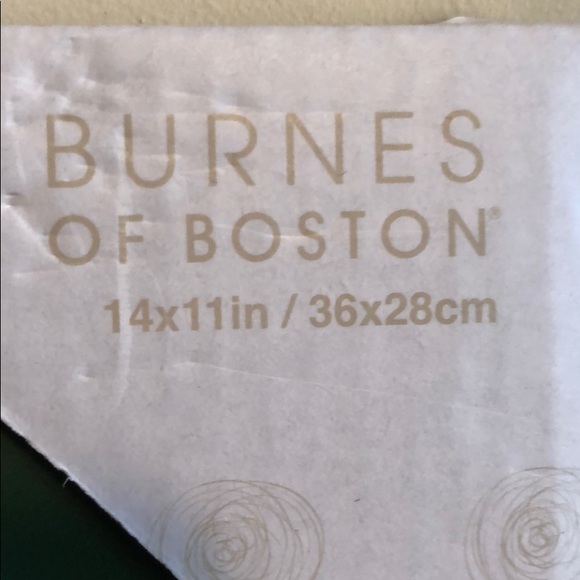 BURNES
OF BOSTON®
14x11in / 36x28cm